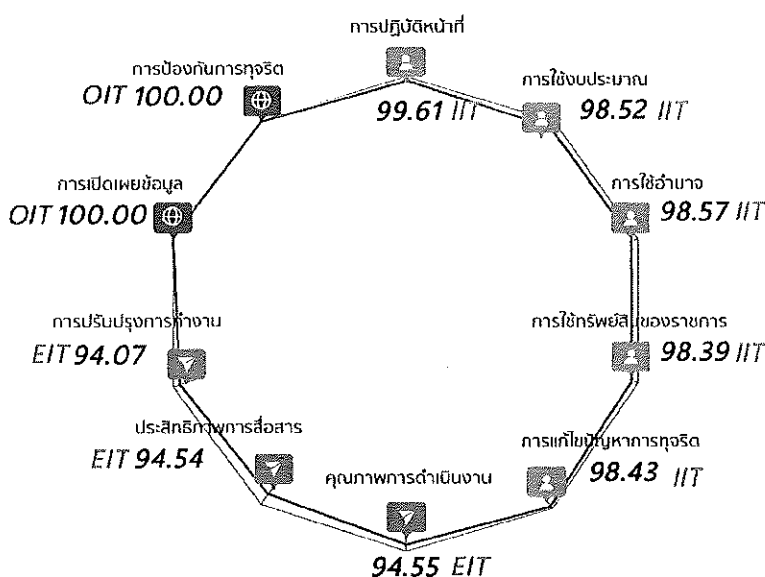 การปฏิบัติหน้าที่
99.61 IIT
การใช้งบประมาณ
98.52 IIT
การใช้อำนาจ
98.57 IIT
การใช้ทรัพย์สินของราชการ
98.39 IIT
การแก้ไขปัญหาการทุจริต
98.43 IIT
คุณภาพการดำเนินงาน
94.55 EIT
ประสิทธิภาพการสื่อสาร
EIT 94.54
การปรับปรุงการทำงาน
EIT 94.07
การเปิดเผยข้อมูล
OIT 100.00
การป้องกันการทุจริต
OIT 100.00